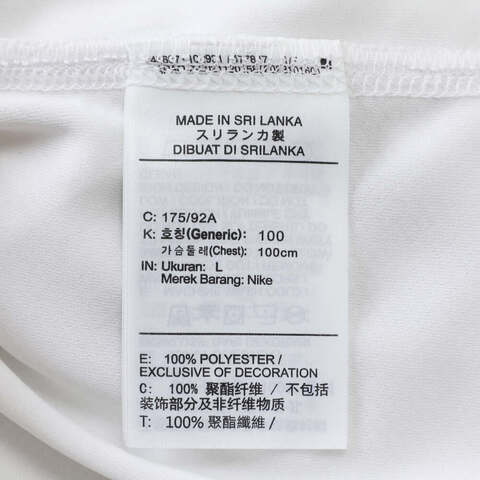 MADE IN SRI LANKA
スリランカ製
DIBUAT DI SRILANKA
C: 175/92A
K: 호칭(Generic): 100
가슴둘레(Chest): 100cm
IN: Ukuran: L
Merek Barang: Nike
E: 100% POLYESTER /
EXCLUSIVE OF DECORATION
C: 100% 聚酯纤维 / 不包括
装饰部分及非纤维物质
T: 100% 聚酯纖維 /